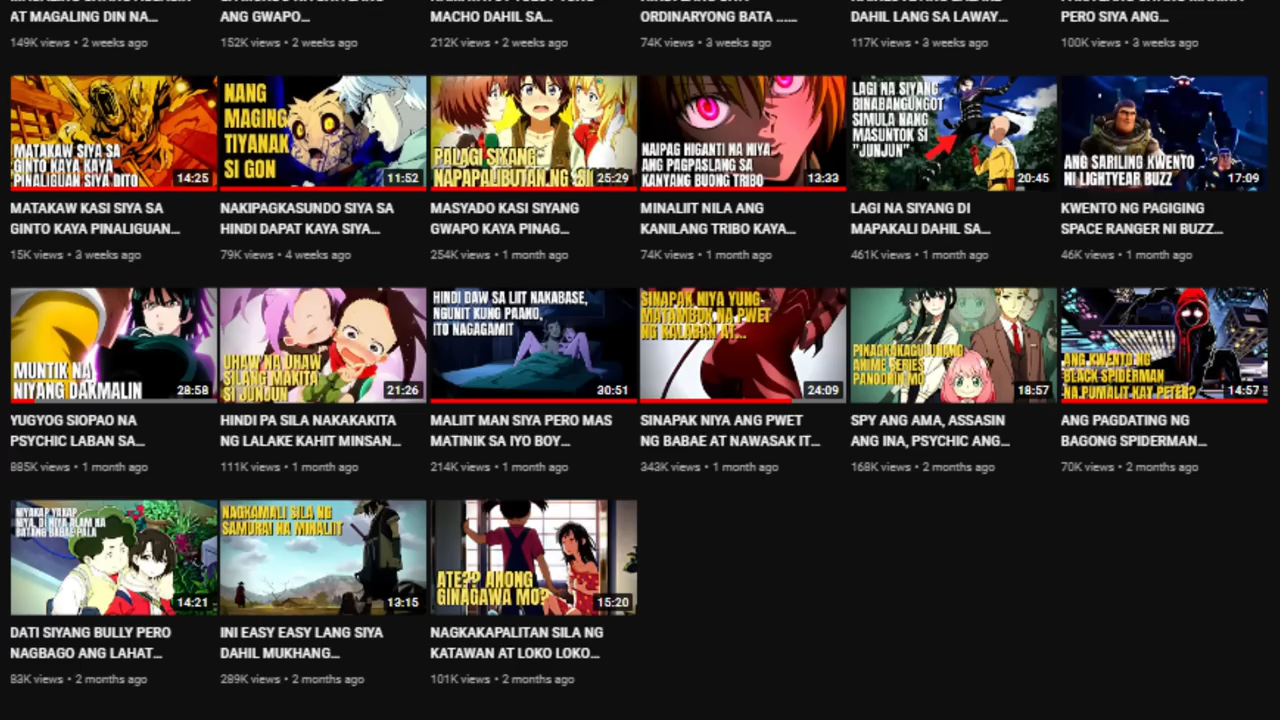 AT MAGALING DIN NA...
ANG GWAPO...
MACHO DAHIL SA...
ORDINARYONG BATA ......
DAHIL LANG SA LAWAY...
PERO SIYA ANG...
149K views • 2 weeks ago
152K views • 2 weeks ago
212K views • 2 weeks ago
74K views • 3 weeks ago
117K views • 3 weeks ago
100K views • 3 weeks ago
MATAKAW SIYA SA
GINTO KAYA KAYA
PINALIGUAN SIYA DITO
14:25
NANG
MAGING
TIYANAK
SI GON
11:52
PALAGI SIYANG
NAPAPALIBUTAN NG
25:29
NAIPAG HIGANTI NA NIYA
ANG PAGPASLANG SA
KANYANG BUONG TRIBO
13:33
LAGI NA SIYANG
BINABANGUNGOT
SIMULA NANG
MASUNTOK SI
"JUNJUN"
20:45
ANG SARILING KWENTO
NI LIGHTYEAR BUZZ
17:09
MATAKAW KASI SIYA SA
GINTO KAYA PINALIGUAN...
15K views • 3 weeks ago
NAKIPAGKASUNDO SIYA SA
HINDI DAPAT KAYA SIYA...
79K views • 4 weeks ago
MASYADO KASI SIYANG
GWAPO KAYA PINAG...
254K views • 1 month ago
MINALIIT NILA ANG
KANILANG TRIBO KAYA...
74K views • 1 month ago
LAGI NA SIYANG DI
MAPAKALI DAHIL SA...
461K views • 1 month ago
KWENTO NG PAGIGING
SPACE RANGER NI BUZZ...
46K views • 1 month ago
MUNTIK NA
NIYANG DAKMALIN
28:58
UHAW NA UHAW
SILANG MAKITA
SI JUNJUN
21:26
HINDI DAW SA LIIT NAKABASE,
NGUNIT KUNG PAANO,
ITO NAGAGAMIT
30:51
SINAPAK NIYA YUNG
MATAMBOK NA PWET
NG KALABAN AT...
24:09
PINAGKAKAGULUHANG
ANIME SERIES
PANOORIN MO
18:57
ANG KWENTO NG
BLACK SPIDERMAN
NA PUMALIT KAY PETER?
14:57
YUGYOG SIOPAO NA
PSYCHIC LABAN SA...
885K views • 1 month ago
HINDI PA SILA NAKAKAKITA
NG LALAKE KAHIT MINSAN...
111K views • 1 month ago
MALIIT MAN SIYA PERO MAS
MATINIK SA IYO BOY...
214K views • 1 month ago
SINAPAK NIYA ANG PWET
NG BABAE AT NAWASAK IT...
343K views • 1 month ago
SPY ANG AMA, ASSASIN
ANG INA, PSYCHIC ANG...
168K views • 2 months ago
ANG PAGDATING NG
BAGONG SPIDERMAN...
70K views • 2 months ago
NIYAKAP YAKAP
NIYA, DI NIYA ALAM NA
BATANG BABAE PALA
14:21
NAGKAMALI SILA NG
SAMURAI NA MINALIIT
13:15
ATE?? ANONG
GINAGAWA MO?
15:20
DATI SIYANG BULLY PERO
NAGBAGO ANG LAHAT...
83K views • 2 months ago
INI EASY EASY LANG SIYA
DAHIL MUKHANG...
289K views • 2 months ago
NAGKAKAPALITAN SILA NG
KATAWAN AT LOKO LOKO...
101K views • 2 months ago